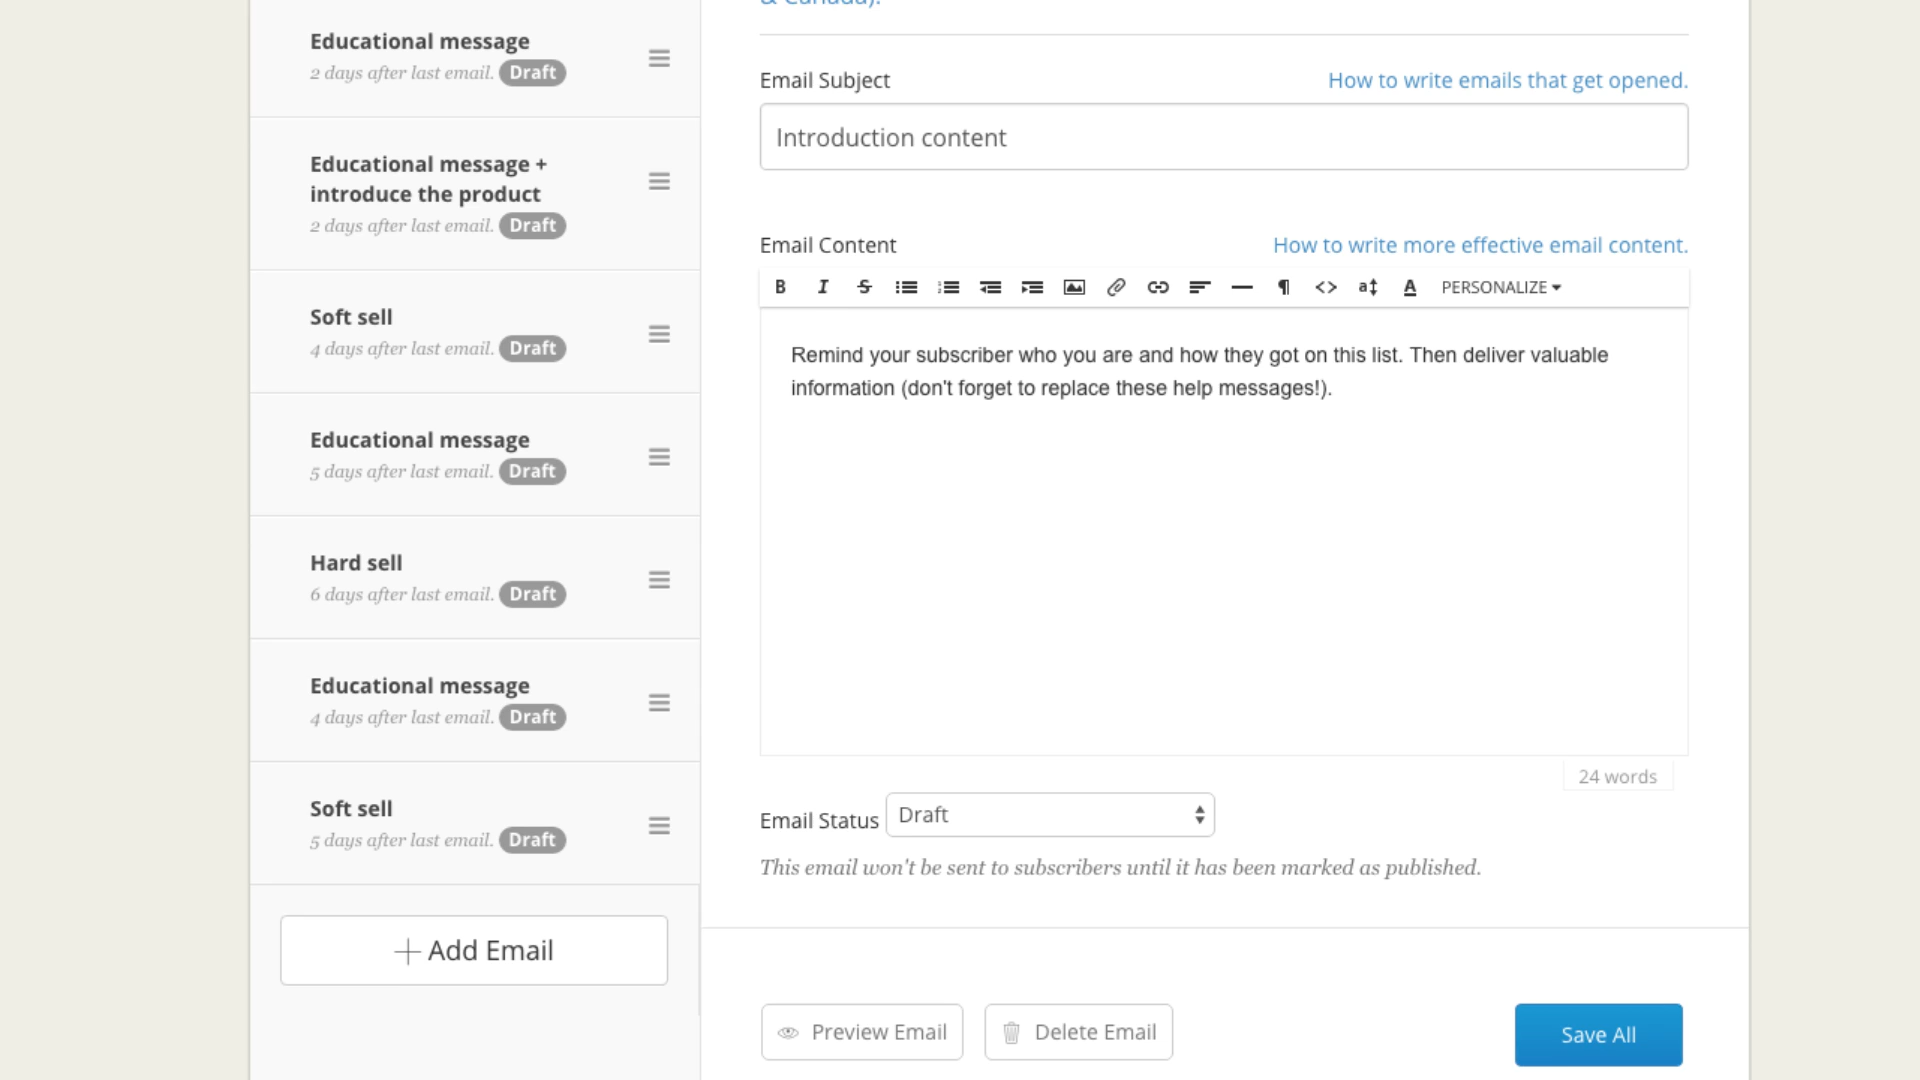 & Canada).
Educational message
2 days after last email. Draft
Educational message +
introduce the product
2 days after last email. Draft
Soft sell
4 days after last email. Draft
Educational message
5 days after last email. Draft
Hard sell
6 days after last email. Draft
Educational message
4 days after last email. Draft
Soft sell
5 days after last email. Draft
Add Email
Email Subject
How to write emails that get opened.
Introduction content
Email Content
How to write more effective email content.
B I S ¶ <> a A PERSONALIZE
Remind your subscriber who you are and how they got on this list. Then deliver valuable
information (don't forget to replace these help messages!).
24 words
Email Status Draft
This email won't be sent to subscribers until it has been marked as published.
Preview Email
Delete Email
Save All